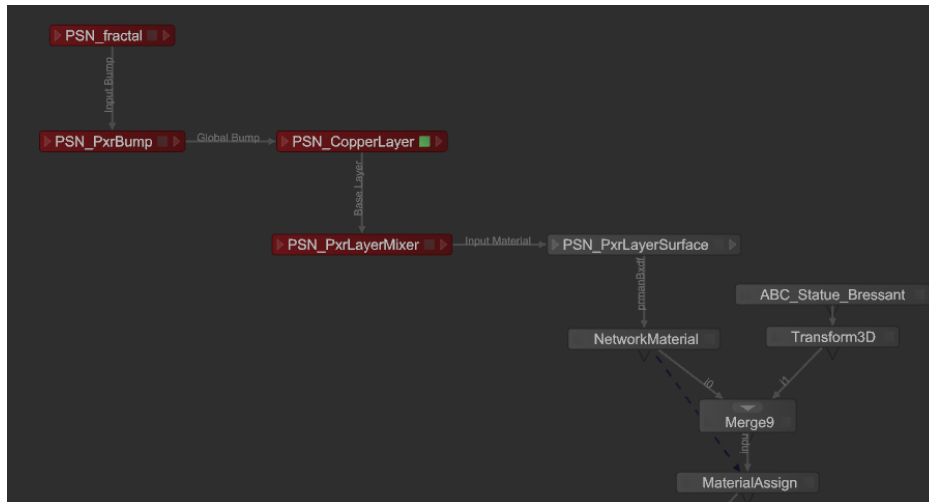 PSN_fractal
Input Bump
PSN_PxrBump
Global Bump
PSN_CopperLayer
Base Layer
PSN_PxrLayerMixer
Input Material
PSN_PxrLayerSurface
prmanBxdf
ABC_Statue_Bressant
NetworkMaterial
Transform3D
i0
i1
Merge9
input
MaterialAssign